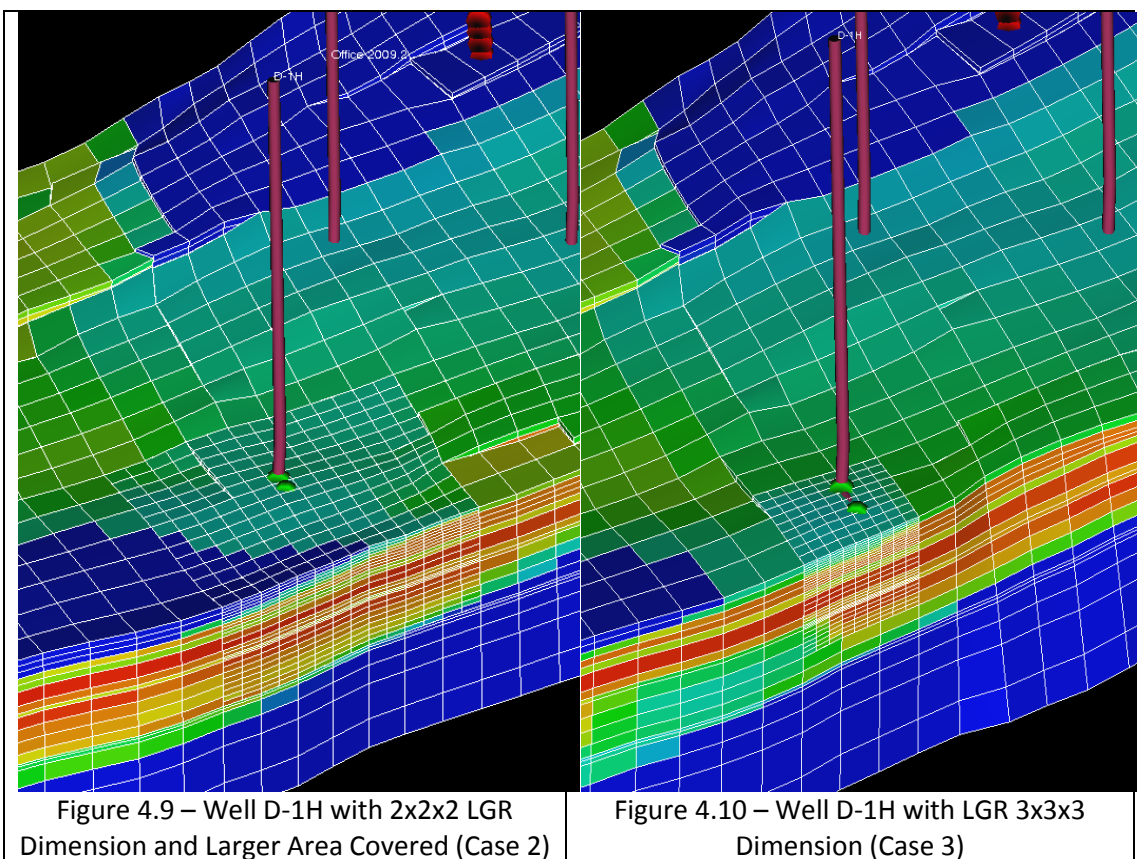 Office 2009.2
D-1H
D-1H
Figure 4.9 – Well D-1H with 2x2x2 LGR
Dimension and Larger Area Covered (Case 2)
Figure 4.10 – Well D-1H with LGR 3x3x3
Dimension (Case 3)